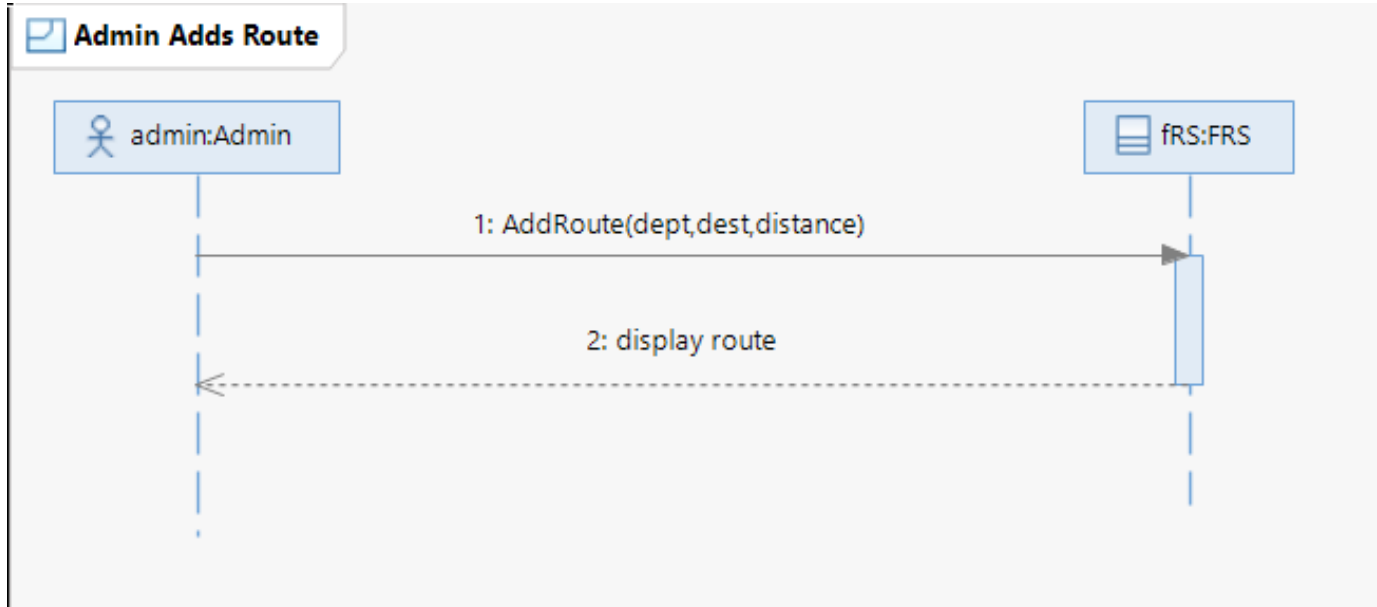 Admin Adds Route
admin:Admin
fRS:FRS
1: AddRoute(dept,dest,distance)
2: display route